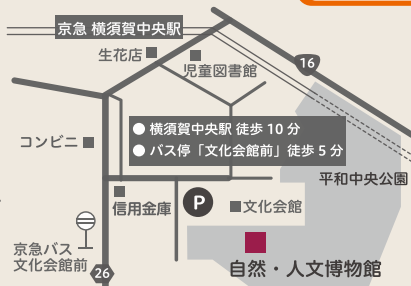 京急 横須賀中央駅
生花店
児童図書館
16
コンビニ
● 横須賀中央駅 徒歩 10 分
● バス停「文化会館前」徒歩 5 分
平和中央公園
信用金庫
P
文化会館
京急バス
文化会館前
26
自然・人文博物館